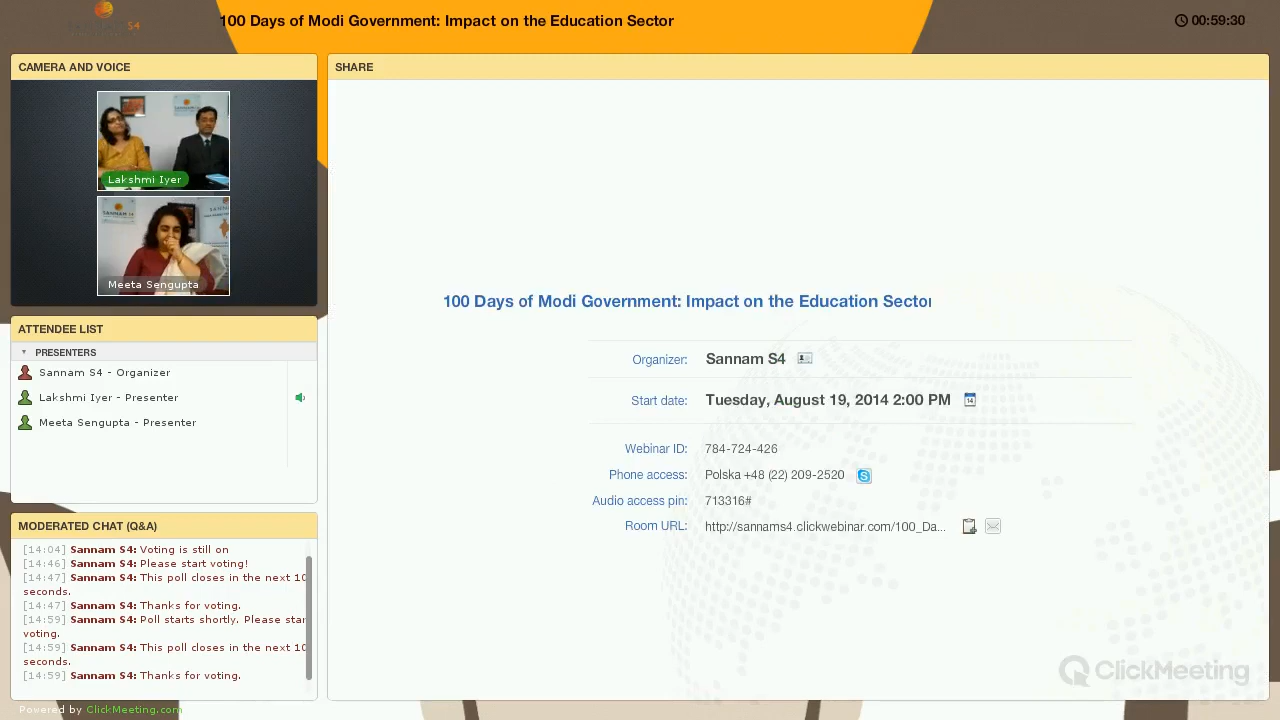 S4
100 Days of Modi Government: Impact on the Education Sector
00:59:30
CAMERA AND VOICE
Lakshmi Iyer
SANNAM S4
Meeta Sengupta
ATTENDEE LIST
PRESENTERS
Sannam S4 - Organizer
Lakshmi Iyer - Presenter
Meeta Sengupta - Presenter
MODERATED CHAT (Q&A)
[14:04] Sannam S4: Voting is still on
[14:46] Sannam S4: Please start voting!
[14:47] Sannam S4: This poll closes in the next 10
seconds.
[14:47] Sannam S4: Thanks for voting.
[14:59] Sannam S4: Poll starts shortly. Please star
voting.
[14:59] Sannam S4: This poll closes in the next 10
seconds.
[14:59] Sannam S4: Thanks for voting.
Powered by ClickMeeting.com
SHARE
100 Days of Modi Government: Impact on the Education Sector
Organizer: Sannam S4
Start date: Tuesday, August 19, 2014 2:00 PM
14
Webinar ID: 784-724-426
Phone access: Polska +48 (22) 209-2520
Audio access pin: 713316#
Room URL: http://sannams4.clickwebinar.com/100_Da...
ClickMeeting